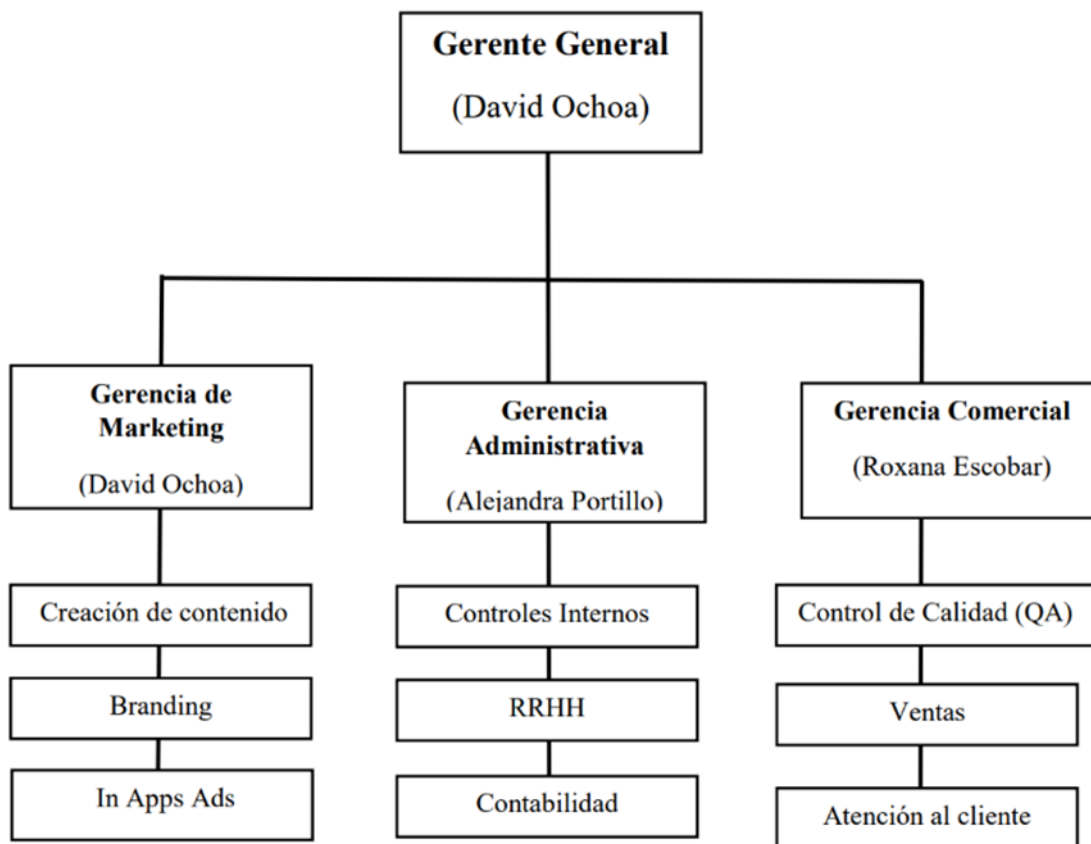 Gerente General
(David Ochoa)
Gerencia de
Marketing
(David Ochoa)
Gerencia
Administrativa
(Alejandra Portillo)
Gerencia Comercial
(Roxana Escobar)
Creación de contenido
Controles Internos
Control de Calidad (QA)
Branding
RRHH
Ventas
In Apps Ads
Contabilidad
Atención al cliente